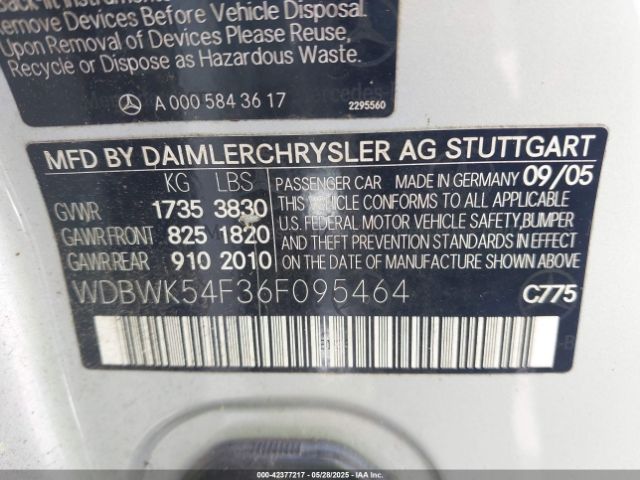 Remove Devices Before Vehicle Disposal.
Upon Removal of Devices Please Reuse,
Recycle or Dispose as Hazardous Waste.
A 000 584 36 17
2295560
MFD BY DAIMLERCHRYSLER AG STUTTGART
KG LBS
GVWR 1735 3830
GAWR FRONT 825 1820
GAWR REAR 910 2010
PASSENGER CAR MADE IN GERMANY 09/05
THIS VEHICLE CONFORMS TO ALL APPLICABLE
U.S. FEDERAL MOTOR VEHICLE SAFETY,BUMPER
AND THEFT PREVENTION STANDARDS IN EFFECT
ON THE DATE OF MANUFACTURE SHOWN ABOVE
WDBWK54F36F095464 C775
000-42377217 | 05/28/2025 | IAAI.COM